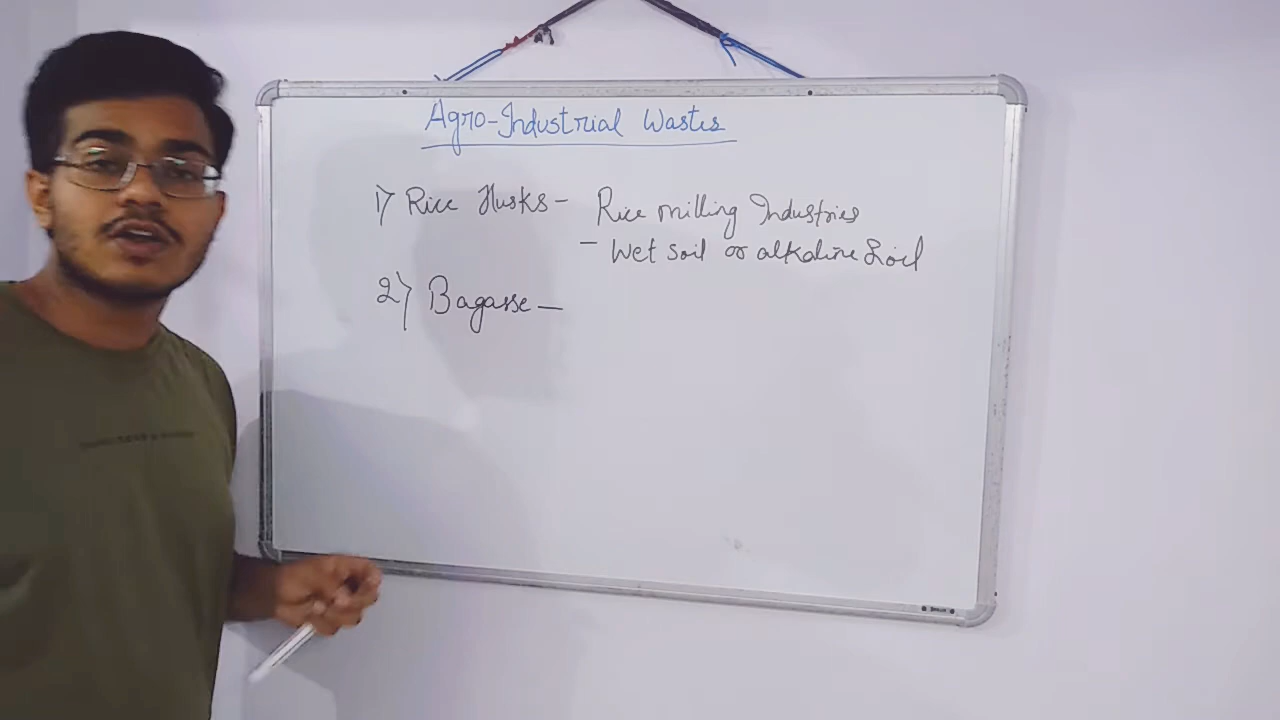 Agro-Industrial Wastes
1) Rice Husks - Rice milling Industries
- Wet soil or alkaline Soil
2) Bagasse -